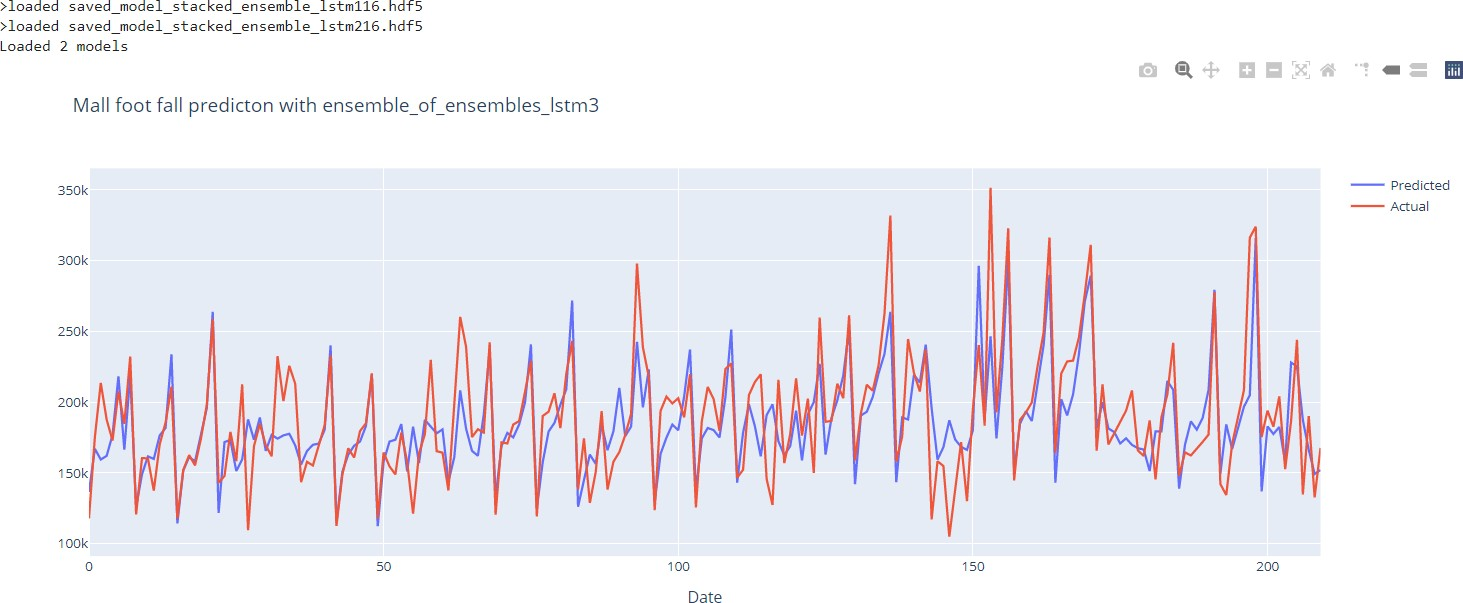 >loaded saved_model_stacked_ensemble_lstm116.hdf5
>loaded saved_model_stacked_ensemble_lstm216.hdf5
Loaded 2 models
Mall foot fall predicton with ensemble_of_ensembles_lstm3
350k
300k
250k
200k
150k
100k
0 50 100 150 200
Date
Predicted
Actual